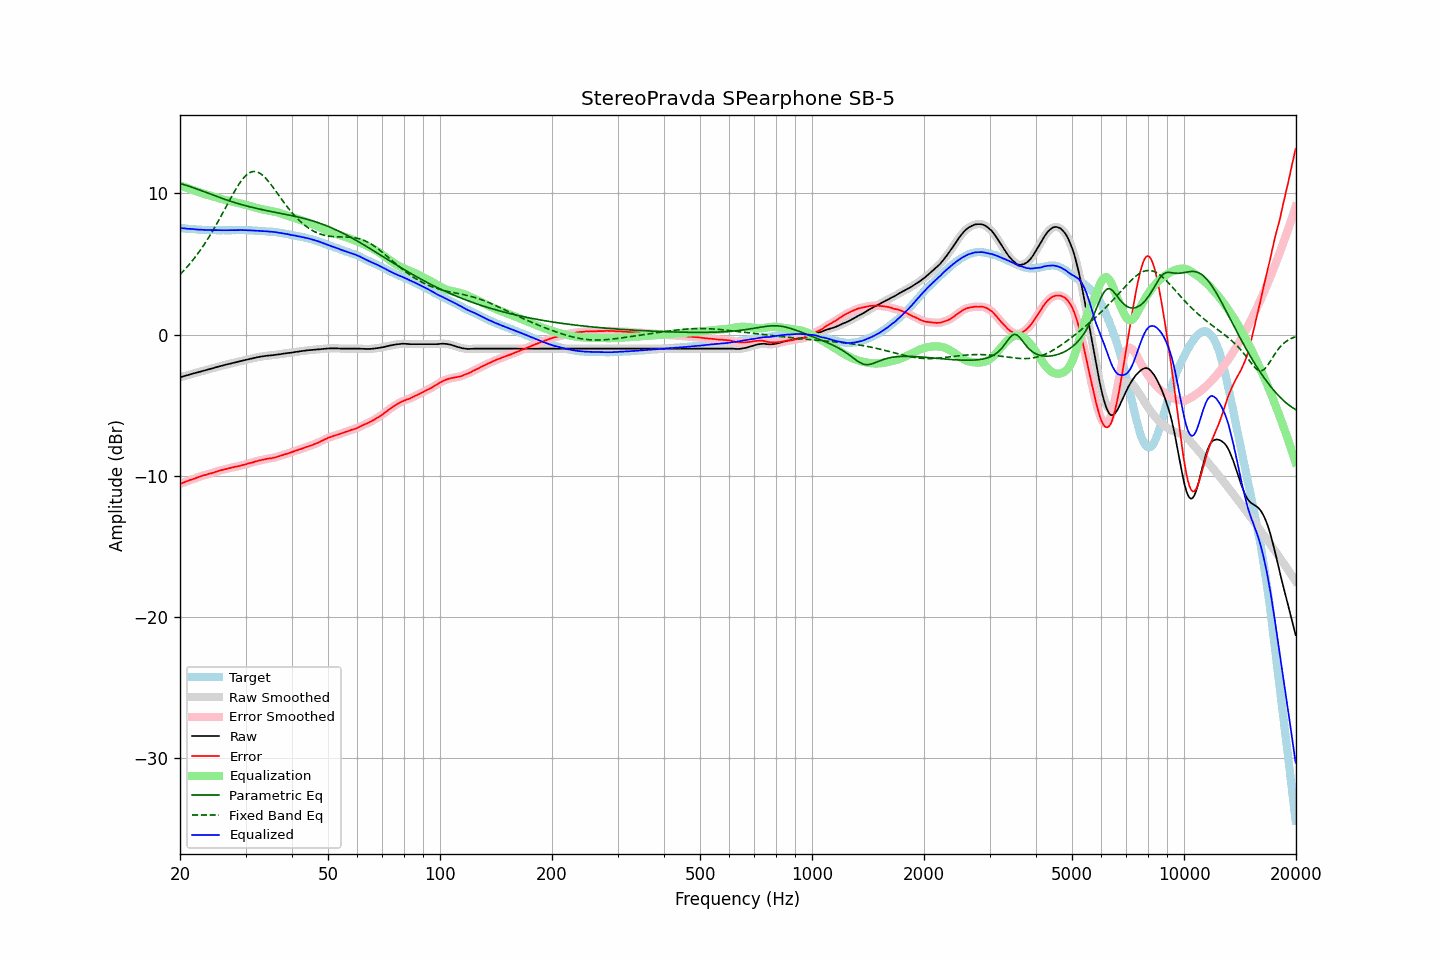 StereoPravda SPearphone SB-5
10
0
−10
−20
−30
Amplitude (dBr)
Target
Raw Smoothed
Error Smoothed
Raw
Error
Equalization
Parametric Eq
Fixed Band Eq
Equalized
20 50 100 200 500 1000 2000 5000 10000 20000
Frequency (Hz)